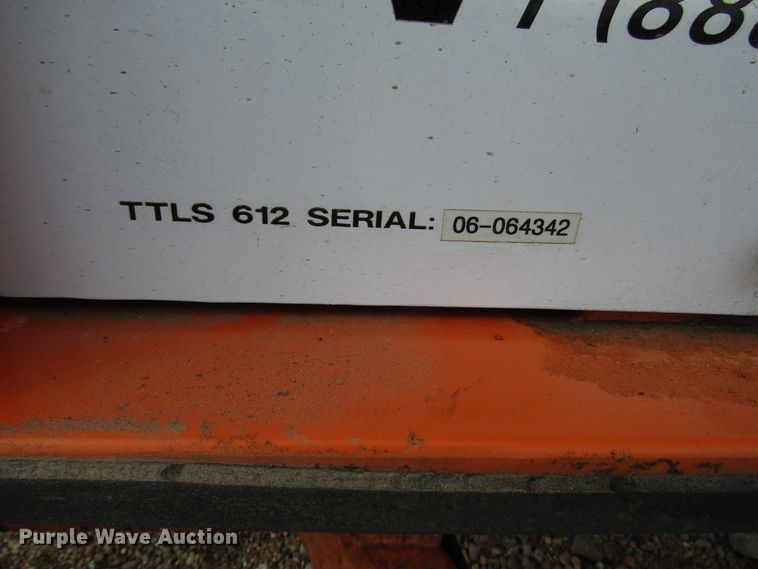 TTLS 612 SERIAL: 06-064342
Purple Wave Auction